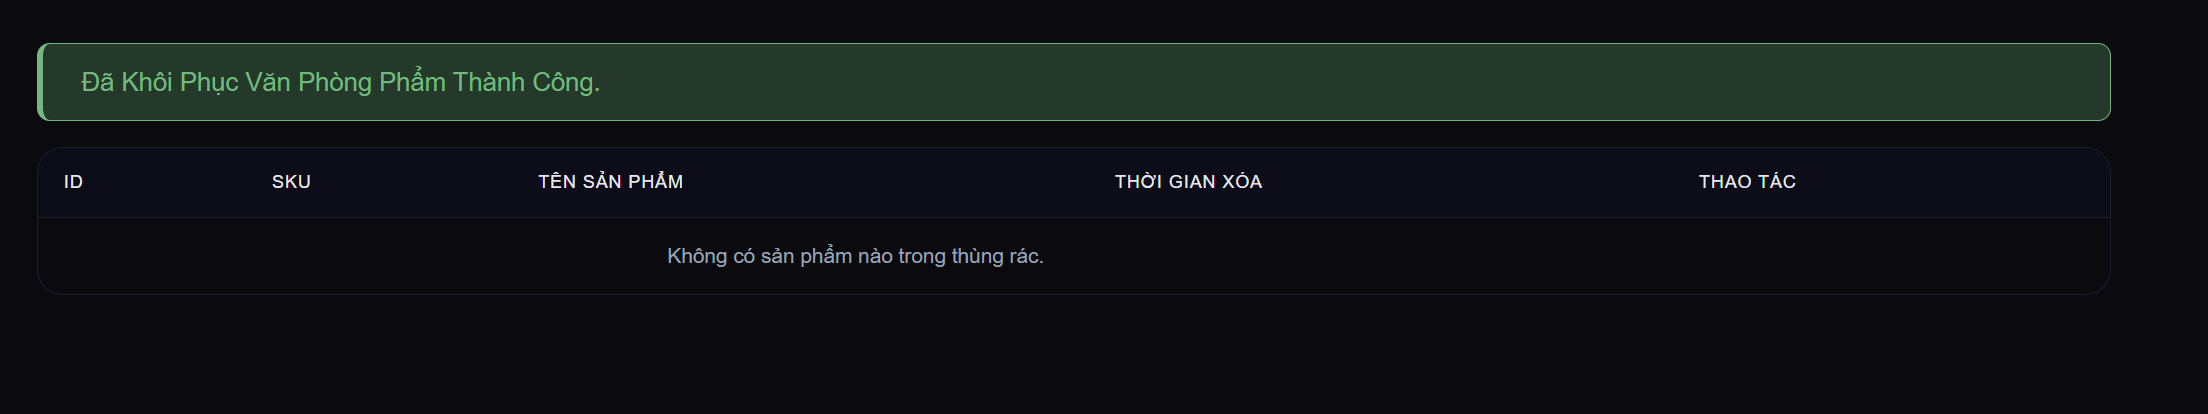 Đã Khôi Phục Văn Phòng Phẩm Thành Công.
ID SKU TÊN SẢN PHẨM THỜI GIAN XÓA THAO TÁC
Không có sản phẩm nào trong thùng rác.